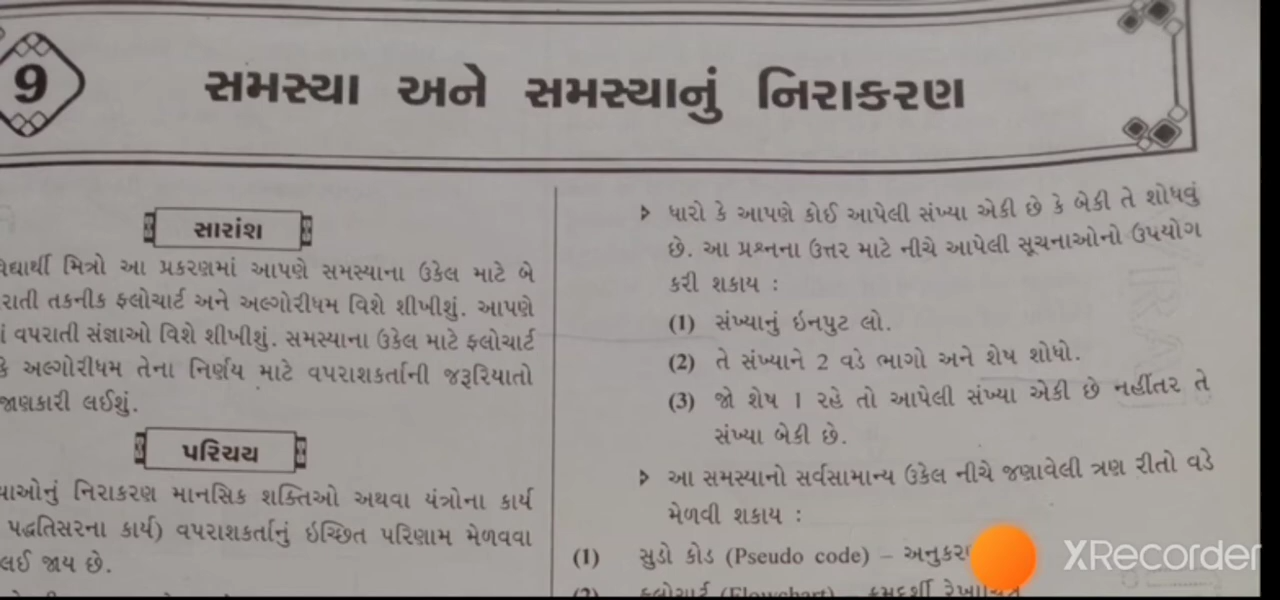 9
સમસ્યા અને સમસ્યાનું નિરાકરણ
સારાંશ
વિદ્યાર્થી મિત્રો આ પ્રકરણમાં આપણે સમસ્યાના ઉકેલ માટે બે
તકનીક ફ્લોચાર્ટ અને અલ્ગોરીધમ વિશે શીખીશું. આપણે
વપરાતી સંજ્ઞાઓ વિશે શીખીશું. સમસ્યાના ઉકેલ માટે ફ્લોચાર્ટ
કે અલ્ગોરીધમ તેના નિર્ણય માટે વપરાશકર્તાની જરૂરિયાતો
જાણકારી લઈશું.
પરિચય
નિરાકરણ માનસિક શક્તિઓ અથવા યંત્રોના કાર્ય
પદ્ધતિસરના કાર્ય) વપરાશકર્તાનું ઇચ્છિત પરિણામ મેળવવા
લઈ જાય છે.
ધારો કે આપણે કોઈ આપેલી સંખ્યા એકી છે કે બેકી તે શોધવું
છે. આ પ્રશ્નના ઉત્તર માટે નીચે આપેલી સૂચનાઓનો ઉપયોગ
કરી શકાય :
(1) સંખ્યાનું ઇનપુટ લો.
(2) તે સંખ્યાને 2 વડે ભાગો અને શેષ શોધો.
(3) જો શેષ 1 રહે તો આપેલી સંખ્યા એકી છે નહીંતર તે
સંખ્યા બેકી છે.
આ સમસ્યાનો સર્વસામાન્ય ઉકેલ નીચે જણાવેલી ત્રણ રીતો વડે
મેળવી શકાય :
(1) સુડો કોડ (Pseudo code) –
(2) ફ્લોચાર્ટ (Flowchart) –
XRecorder